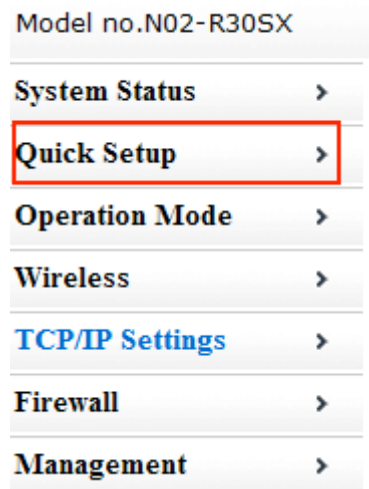 Model no.N02-R30SX
System Status
Quick Setup
Operation Mode
Wireless
TCP/IP Settings
Firewall
Management